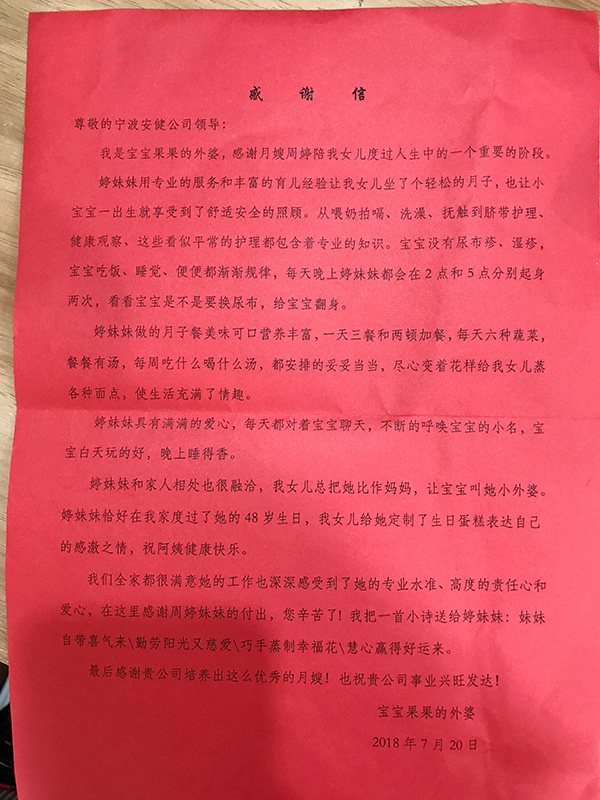 感谢信
尊敬的宁波安健公司领导：
我是宝宝果果的外婆，感谢月嫂周婷陪我女儿度过人生中的一个重要的阶段。
婷妹妹用专业的服务和丰富的育儿经验让我女儿坐了个轻松的月子，也让小
宝宝一出生就享受到了舒适安全的照顾。从喂奶拍嗝、洗澡、抚触到脐带护理、
健康观察、这些看似平常的护理都包含着专业的知识。宝宝没有尿布疹、湿疹，
宝宝吃饭、睡觉、便便都渐渐规律，每天晚上婷妹妹都会在2点和5点分别起身
两次，看看宝宝是不是要换尿布，给宝宝翻身。
婷妹妹做的月子餐美味可口营养丰富，一天三餐和两顿加餐，每天六种蔬菜，
餐餐有汤，每周吃什么喝什么汤，都安排的妥妥当当，尽心变着花样给我女儿蒸
各种面点，使生活充满了情趣。
婷妹妹具有满满的爱心，每天都对着宝宝聊天，不断的呼唤宝宝的小名，宝
宝白天玩的好，晚上睡得香。
婷妹妹和家人相处也很融洽，我女儿总把她比作妈妈，让宝宝叫她小外婆。
婷妹妹恰好在我家度过了她的48岁生日，我女儿给她定制了生日蛋糕表达自己
的感激之情，祝阿姨健康快乐。
我们全家都很满意她的工作也深深感受到了她的专业水准、高度的责任心和
爱心，在这里感谢周婷妹妹的付出，您辛苦了！我把一首小诗送给婷妹妹：妹妹
自带喜气来\勤劳阳光又慈爱\巧手蒸制幸福花\慧心赢得好运来。
最后感谢贵公司培养出这么优秀的月嫂！也祝贵公司事业兴旺发达！
宝宝果果的外婆
2018年7月20日